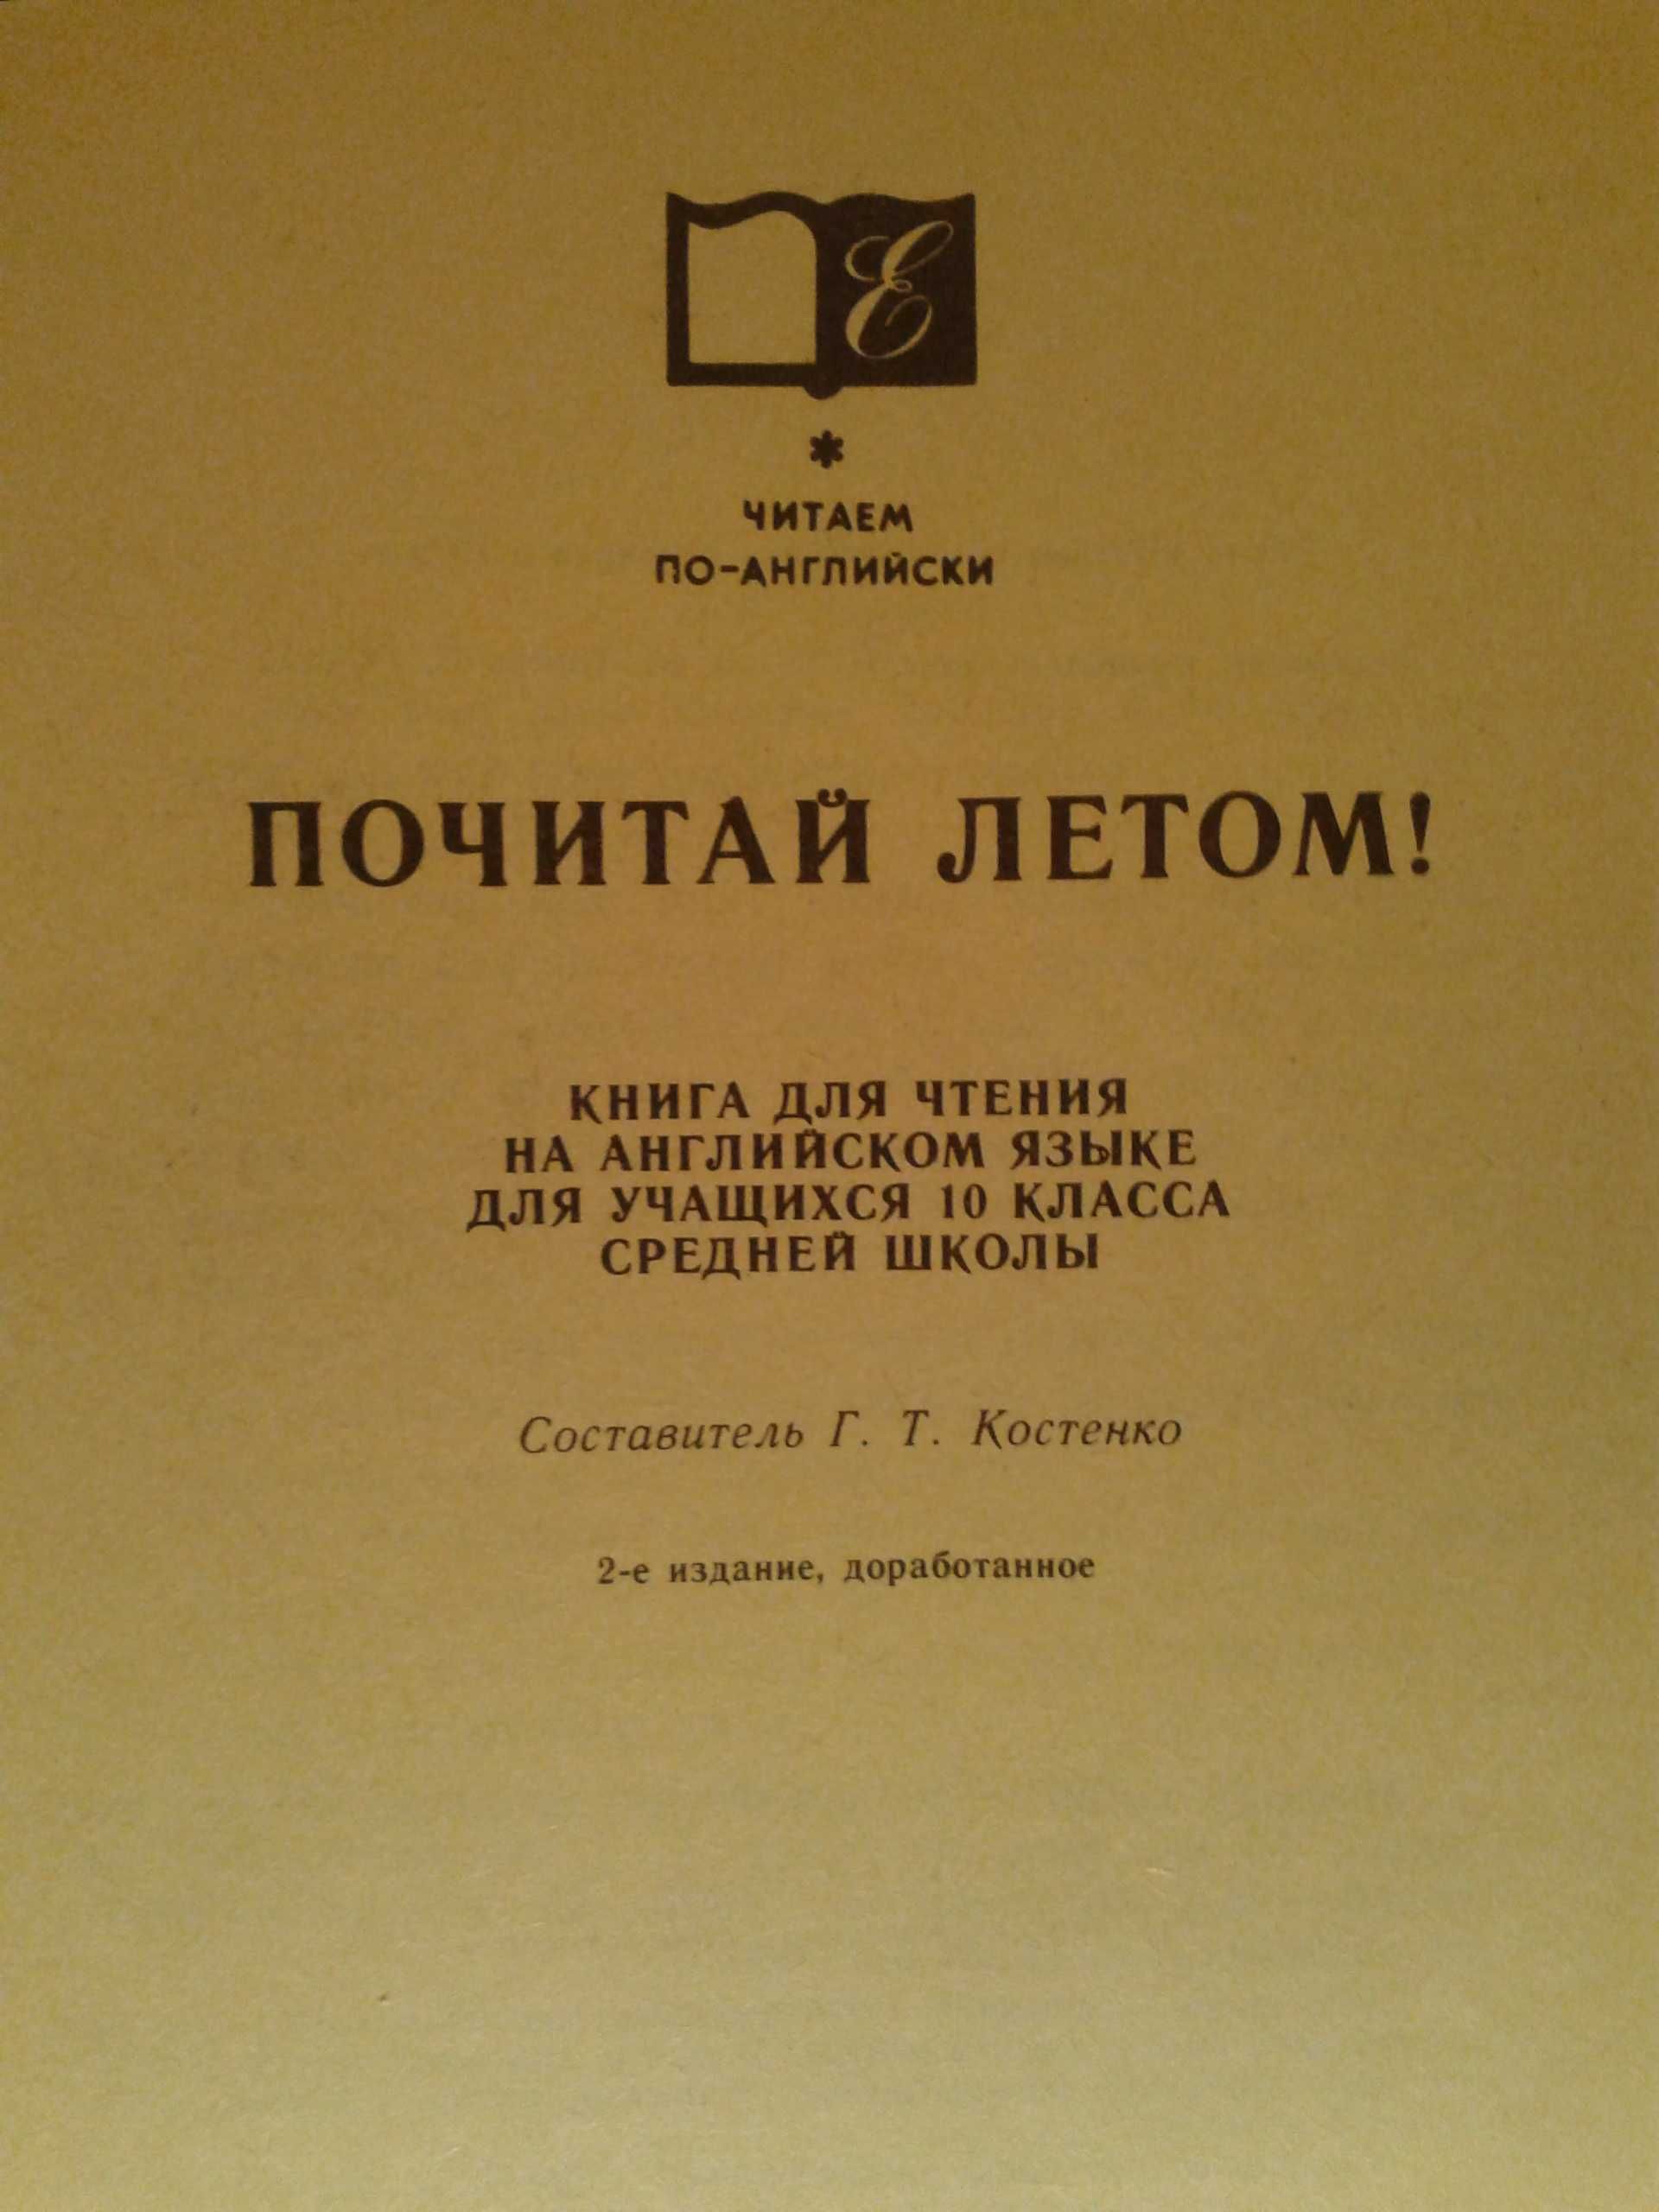 Е
*
ЧИТАЕМ
ПО-АНГЛИЙСКИ
ПОЧИТАЙ ЛЕТОМ!
КНИГА ДЛЯ ЧТЕНИЯ
НА АНГЛИЙСКОМ ЯЗЫКЕ
ДЛЯ УЧАЩИХСЯ 10 КЛАССА
СРЕДНЕЙ ШКОЛЫ
Составитель Г. Т. Костенко
2-е издание, доработанное